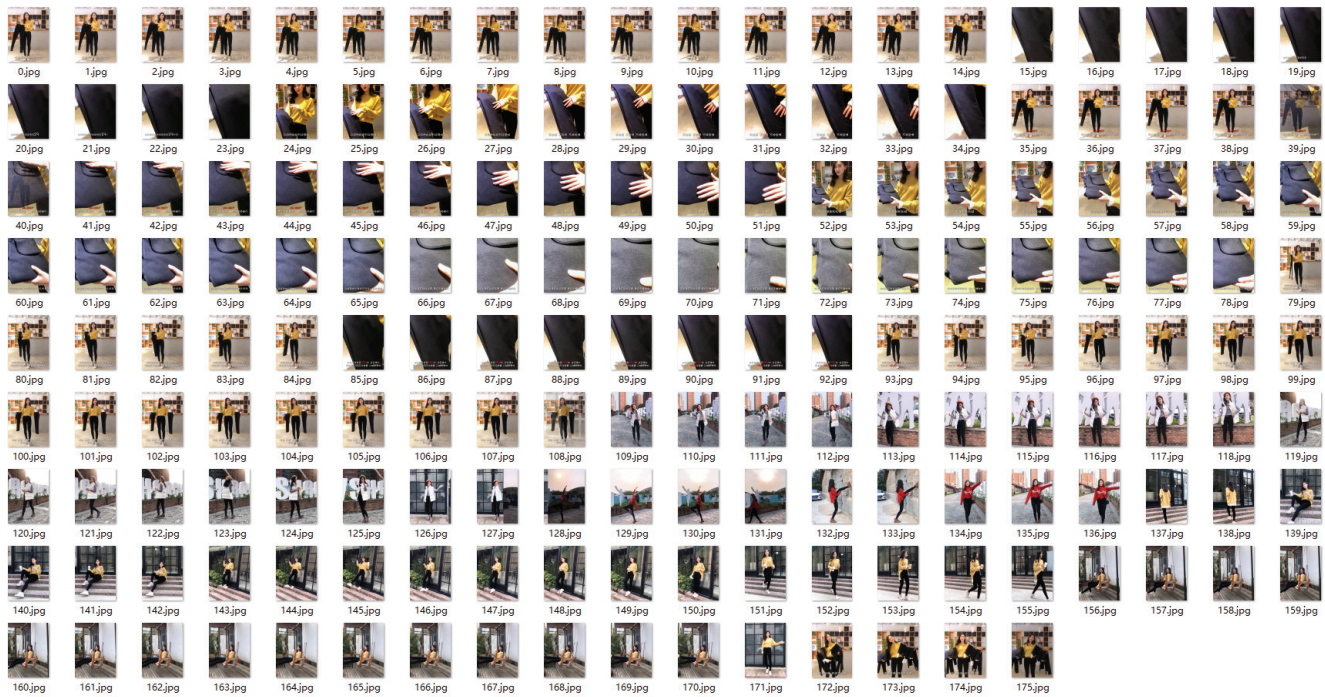 0.jpg 1.jpg 2.jpg 3.jpg 4.jpg 5.jpg 6.jpg 7.jpg 8.jpg 9.jpg 10.jpg 11.jpg 12.jpg 13.jpg 14.jpg 15.jpg 16.jpg 17.jpg 18.jpg 19.jpg
20.jpg 21.jpg 22.jpg 23.jpg 24.jpg 25.jpg 26.jpg 27.jpg 28.jpg 29.jpg 30.jpg 31.jpg 32.jpg 33.jpg 34.jpg 35.jpg 36.jpg 37.jpg 38.jpg 39.jpg
40.jpg 41.jpg 42.jpg 43.jpg 44.jpg 45.jpg 46.jpg 47.jpg 48.jpg 49.jpg 50.jpg 51.jpg 52.jpg 53.jpg 54.jpg 55.jpg 56.jpg 57.jpg 58.jpg 59.jpg
60.jpg 61.jpg 62.jpg 63.jpg 64.jpg 65.jpg 66.jpg 67.jpg 68.jpg 69.jpg 70.jpg 71.jpg 72.jpg 73.jpg 74.jpg 75.jpg 76.jpg 77.jpg 78.jpg 79.jpg
80.jpg 81.jpg 82.jpg 83.jpg 84.jpg 85.jpg 86.jpg 87.jpg 88.jpg 89.jpg 90.jpg 91.jpg 92.jpg 93.jpg 94.jpg 95.jpg 96.jpg 97.jpg 98.jpg 99.jpg
100.jpg 101.jpg 102.jpg 103.jpg 104.jpg 105.jpg 106.jpg 107.jpg 108.jpg 109.jpg 110.jpg 111.jpg 112.jpg 113.jpg 114.jpg 115.jpg 116.jpg 117.jpg 118.jpg 119.jpg
120.jpg 121.jpg 122.jpg 123.jpg 124.jpg 125.jpg 126.jpg 127.jpg 128.jpg 129.jpg 130.jpg 131.jpg 132.jpg 133.jpg 134.jpg 135.jpg 136.jpg 137.jpg 138.jpg 139.jpg
140.jpg 141.jpg 142.jpg 143.jpg 144.jpg 145.jpg 146.jpg 147.jpg 148.jpg 149.jpg 150.jpg 151.jpg 152.jpg 153.jpg 154.jpg 155.jpg 156.jpg 157.jpg 158.jpg 159.jpg
160.jpg 161.jpg 162.jpg 163.jpg 164.jpg 165.jpg 166.jpg 167.jpg 168.jpg 169.jpg 170.jpg 171.jpg 172.jpg 173.jpg 174.jpg 175.jpg